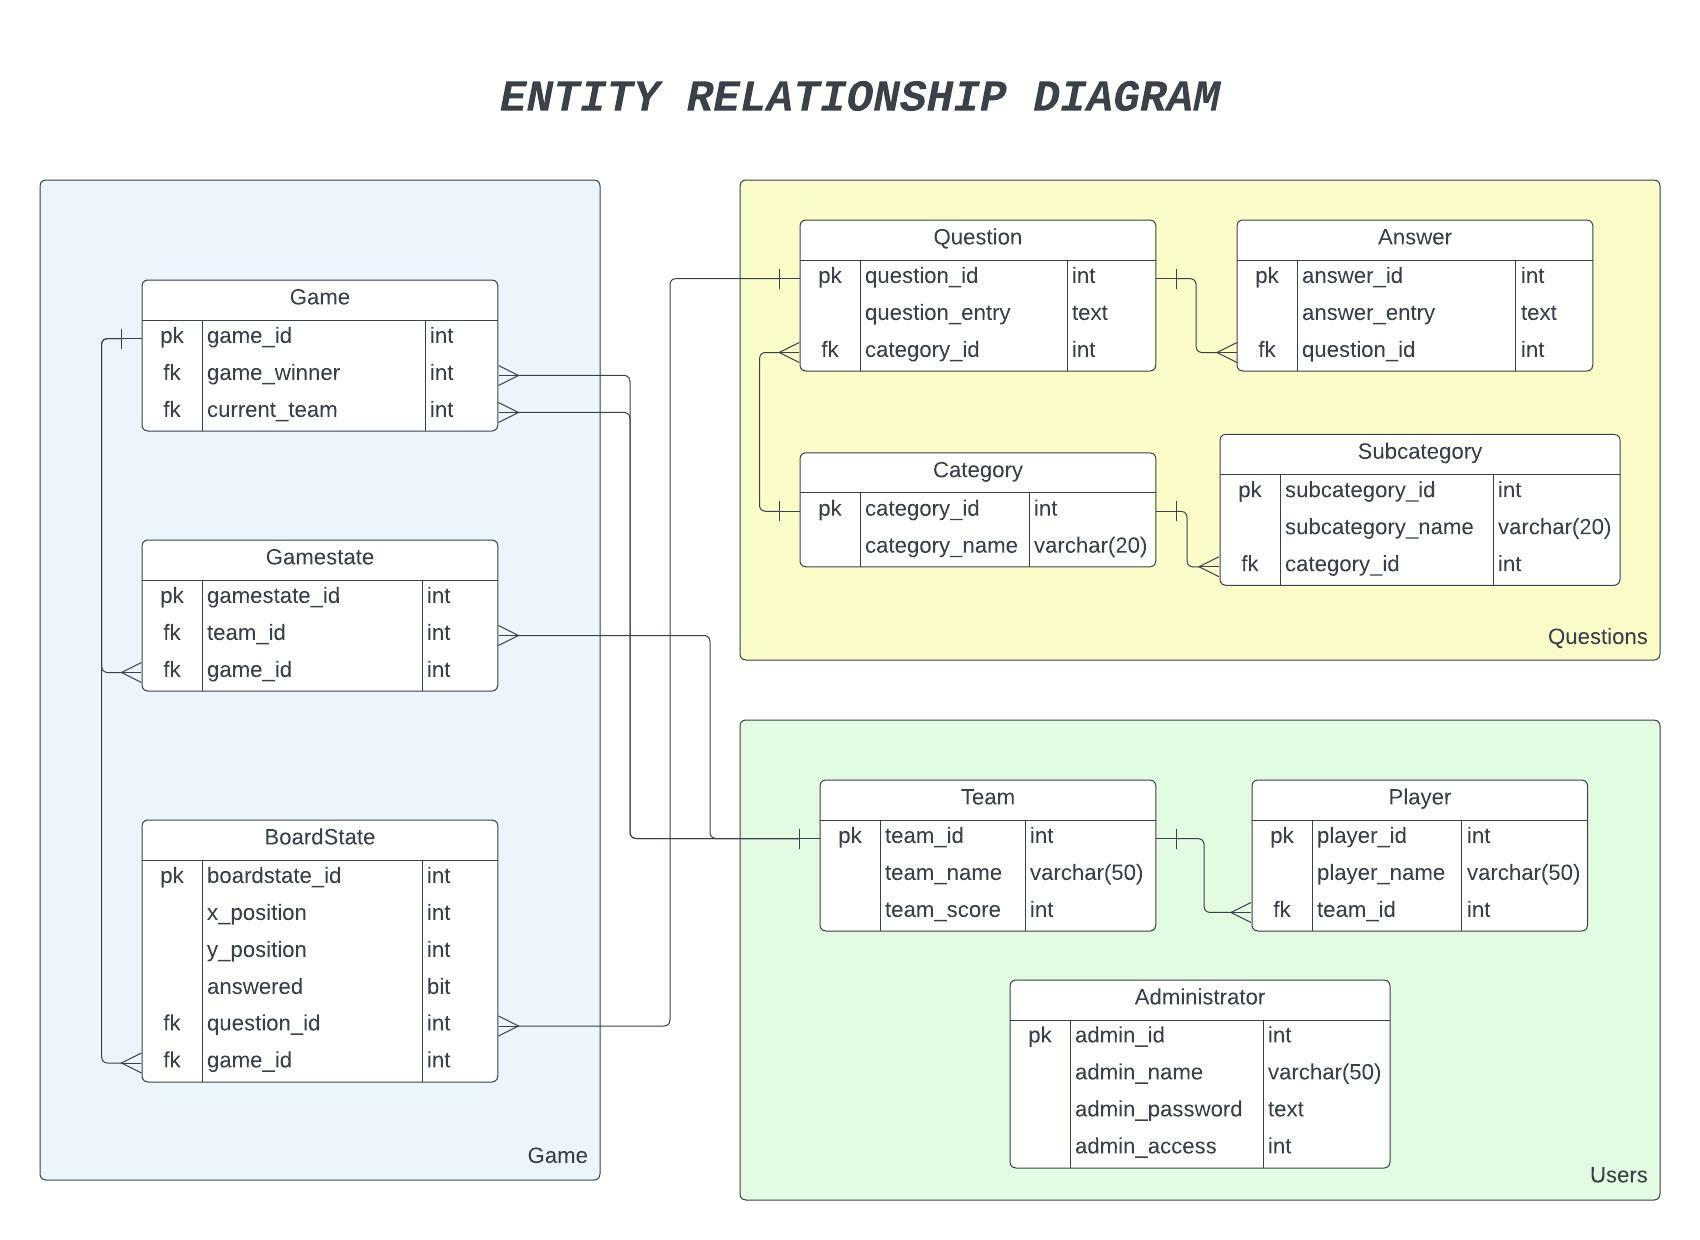 ENTITY RELATIONSHIP DIAGRAM
Game
pk game_id int
fk game_winner int
fk current_team int
Gamestate
pk gamestate_id int
fk team_id int
fk game_id int
BoardState
pk boardstate_id int
x_position int
y_position int
answered bit
fk question_id int
fk game_id int
Game
Question
pk question_id int
question_entry text
fk category_id int
Answer
pk answer_id int
answer_entry text
fk question_id int
Category
pk category_id int
category_name varchar(20)
Subcategory
pk subcategory_id int
subcategory_name varchar(20)
fk category_id int
Questions
Team
pk team_id int
team_name varchar(50)
team_score int
Player
pk player_id int
player_name varchar(50)
fk team_id int
Administrator
pk admin_id int
admin_name varchar(50)
admin_password text
admin_access int
Users